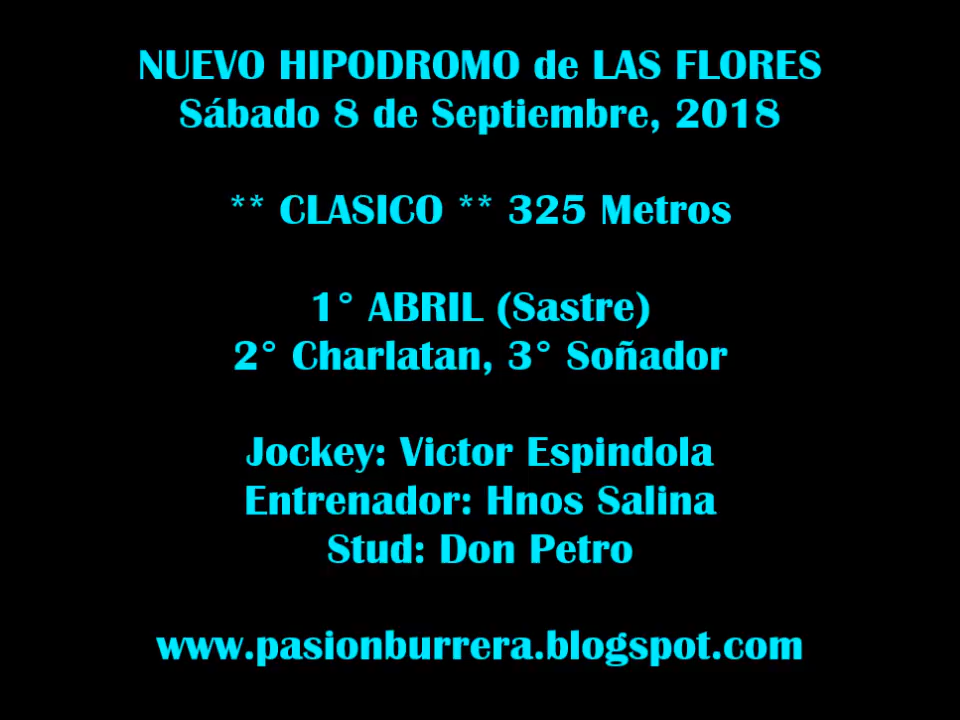 NUEVO HIPODROMO de LAS FLORES
Sábado 8 de Septiembre, 2018
** CLASICO ** 325 Metros
1° ABRIL (Sastre)
2° Charlatan, 3° Soñador
Jockey: Victor Espindola
Entrenador: Hnos Salina
Stud: Don Petro
www.pasionburrera.blogspot.com